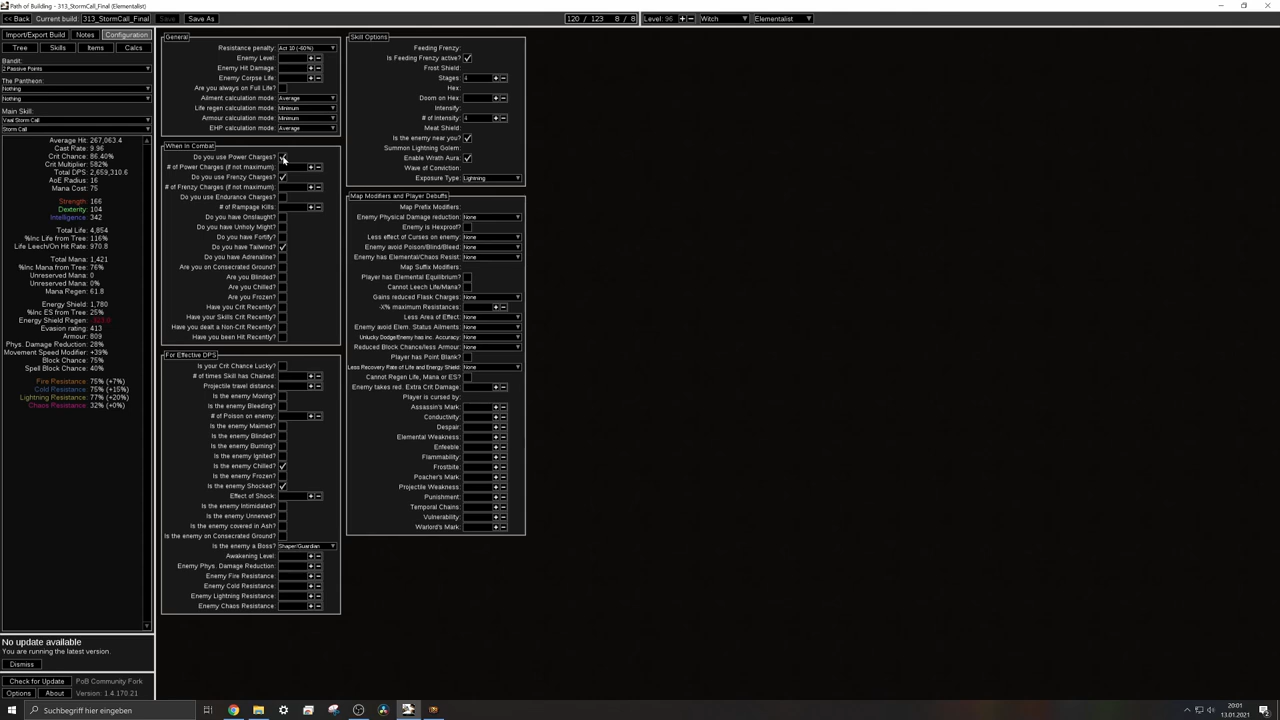 Path of Building - 313_StormCall_Final (Elementalist)
<< Back Current build: 313_StormCall_Final Save Save As 120 / 123 8 / 8 Level: 96 Witch Elementalist
Import/Export Build Notes Configuration
Tree Skills Items Calcs
Bandit:
2 Passive Points
The Pantheon:
Nothing
Nothing
Main Skill:
Vaal Storm Call
Storm Call
Average Hit: 267,063.4
Cast Rate: 9.96
Crit Chance: 86.40%
Crit Multiplier: 582%
Total DPS: 2,659,310.6
AoE Radius: 16
Mana Cost: 75
Strength: 166
Dexterity: 104
Intelligence: 342
Total Life: 4,854
%Inc Life from Tree: 116%
Life Leech/On Hit Rate: 970.8
Total Mana: 1,421
%Inc Mana from Tree: 76%
Unreserved Mana: 0
Unreserved Mana: 0%
Mana Regen: 61.8
Energy Shield: 1,780
%Inc ES from Tree: 25%
Energy Shield Regen:
Evasion rating: 413
Armour: 809
Phys. Damage Reduction: 28%
Movement Speed Modifier: +39%
Block Chance: 75%
Spell Block Chance: 40%
Fire Resistance: 75% (+7%)
Cold Resistance: 75% (+15%)
Lightning Resistance: 77% (+20%)
Chaos Resistance: 32% (+0%)
No update available
You are running the latest version.
Dismiss
Check for Update PoB Community Fork
Options About Version: 1.4.170.21
General
Resistance penalty: Act 10 (-60%)
Enemy Level:
Enemy Hit Damage:
Enemy Corpse Life:
Are you always on Full Life?
Ailment calculation mode: Average
Life regen calculation mode: Minimum
Armour calculation mode: Minimum
EHP calculation mode: Average
When In Combat
Do you use Power Charges?
# of Power Charges (if not maximum):
Do you use Frenzy Charges?
# of Frenzy Charges (if not maximum):
Do you use Endurance Charges?
# of Rampage Kills:
Do you have Onslaught?
Do you have Unholy Might?
Do you have Fortify?
Do you have Tailwind?
Do you have Adrenaline?
Are you on Consecrated Ground?
Are you Blinded?
Are you Chilled?
Are you Frozen?
Have you Crit Recently?
Have your Skills Crit Recently?
Have you dealt a Non-Crit Recently?
Have you been Hit Recently?
For Effective DPS
Is your Crit Chance Lucky?
# of times Skill has Chained:
Projectile travel distance:
Is the enemy Moving?
Is the enemy Bleeding?
# of Poison on enemy:
Is the enemy Maimed?
Is the enemy Blinded?
Is the enemy Burning?
Is the enemy Ignited?
Is the enemy Chilled?
Is the enemy Frozen?
Is the enemy Shocked?
Effect of Shock:
Is the enemy Intimidated?
Is the enemy Unnerved?
Is the enemy covered in Ash?
Is the enemy on Consecrated Ground?
Is the enemy a Boss? Shaper/Guardian
Awakening Level:
Enemy Phys. Damage Reduction:
Enemy Fire Resistance:
Enemy Cold Resistance:
Enemy Lightning Resistance:
Enemy Chaos Resistance:
Skill Options
Feeding Frenzy:
Is Feeding Frenzy active?
Frost Shield:
Stages: 4
Hex:
Doom on Hex:
Intensity:
# of Intensity: 4
Meat Shield:
Is the enemy near you?
Summon Lightning Golem:
Enable Wrath Aura:
Wave of Conviction:
Exposure Type: Lightning
Map Modifiers and Player Debuffs
Map Prefix Modifiers:
Enemy Physical Damage reduction: None
Enemy is Hexproof?
Less effect of Curses on enemy: None
Enemy avoid Poison/Blind/Bleed: None
Enemy has Elemental/Chaos Resist: None
Map Suffix Modifiers:
Player has Elemental Equilibrium?
Cannot Leech Life/Mana?
Gains reduced Flask Charges: None
-X% maximum Resistances:
Less Area of Effect: None
Enemy avoid Elem. Status Ailments: None
Unlucky Dodge/Enemy has inc. Accuracy: None
Reduced Block Chance/less Armour: None
Player has Point Blank?
Less Recovery Rate of Life and Energy Shield: None
Cannot Regen Life, Mana or ES?
Enemy takes red. Extra Crit Damage:
Player is cursed by:
Assassin's Mark:
Conductivity:
Despair:
Elemental Weakness:
Enfeeble:
Flammability:
Frostbite:
Poacher's Mark:
Projectile Weakness:
Punishment:
Temporal Chains:
Vulnerability:
Warlord's Mark:
Suchbegriff hier eingeben
20:01
13.01.2021